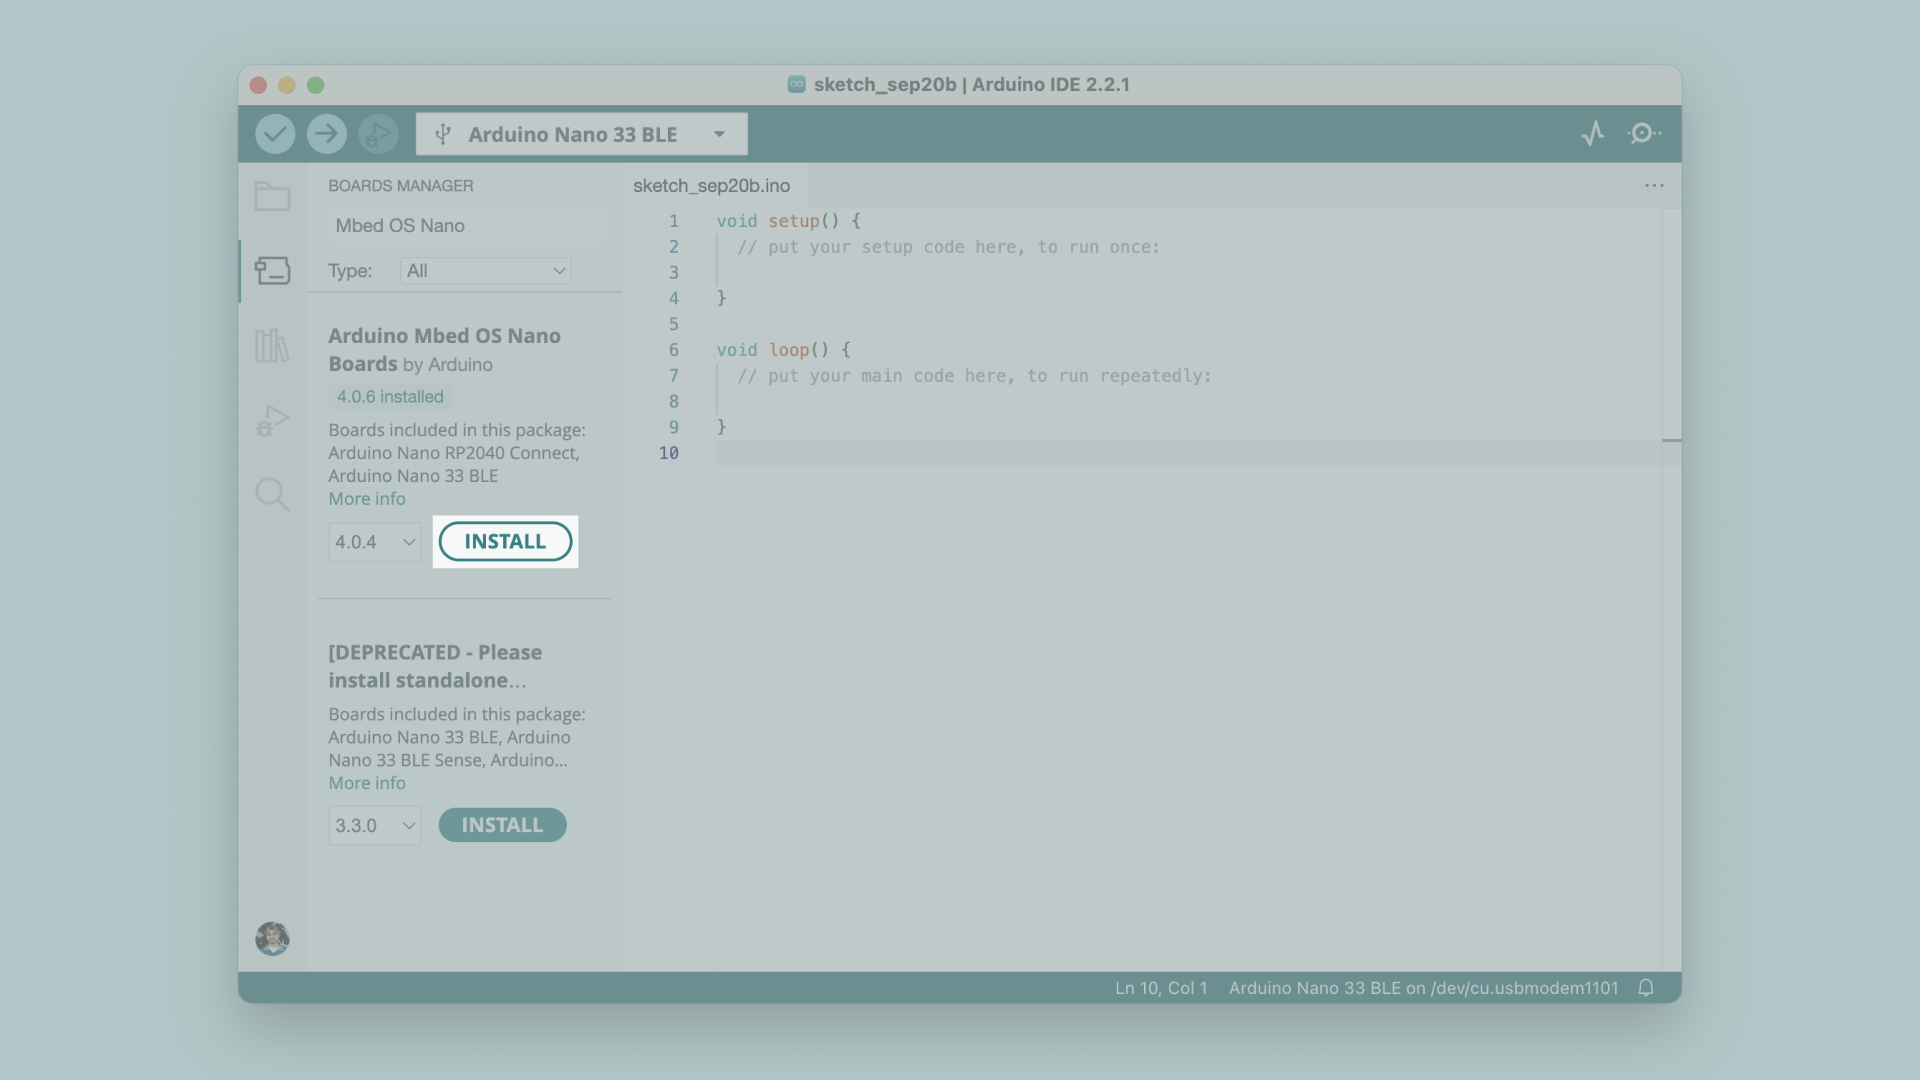 sketch_sep20b | Arduino IDE 2.2.1
Arduino Nano 33 BLE
BOARDS MANAGER
Mbed OS Nano
Type: All
Arduino Mbed OS Nano
Boards by Arduino
4.0.6 installed
Boards included in this package:
Arduino Nano RP2040 Connect,
Arduino Nano 33 BLE
More info
4.0.4 INSTALL
[DEPRECATED - Please
install standalone...
Boards included in this package:
Arduino Nano 33 BLE, Arduino
Nano 33 BLE Sense, Arduino...
More info
3.3.0 INSTALL
sketch_sep20b.ino
1 void setup() {
2 // put your setup code here, to run once:
3
4 }
5
6 void loop() {
7 // put your main code here, to run repeatedly:
8
9 }
10
Ln 10, Col 1 Arduino Nano 33 BLE on /dev/cu.usbmodem1101